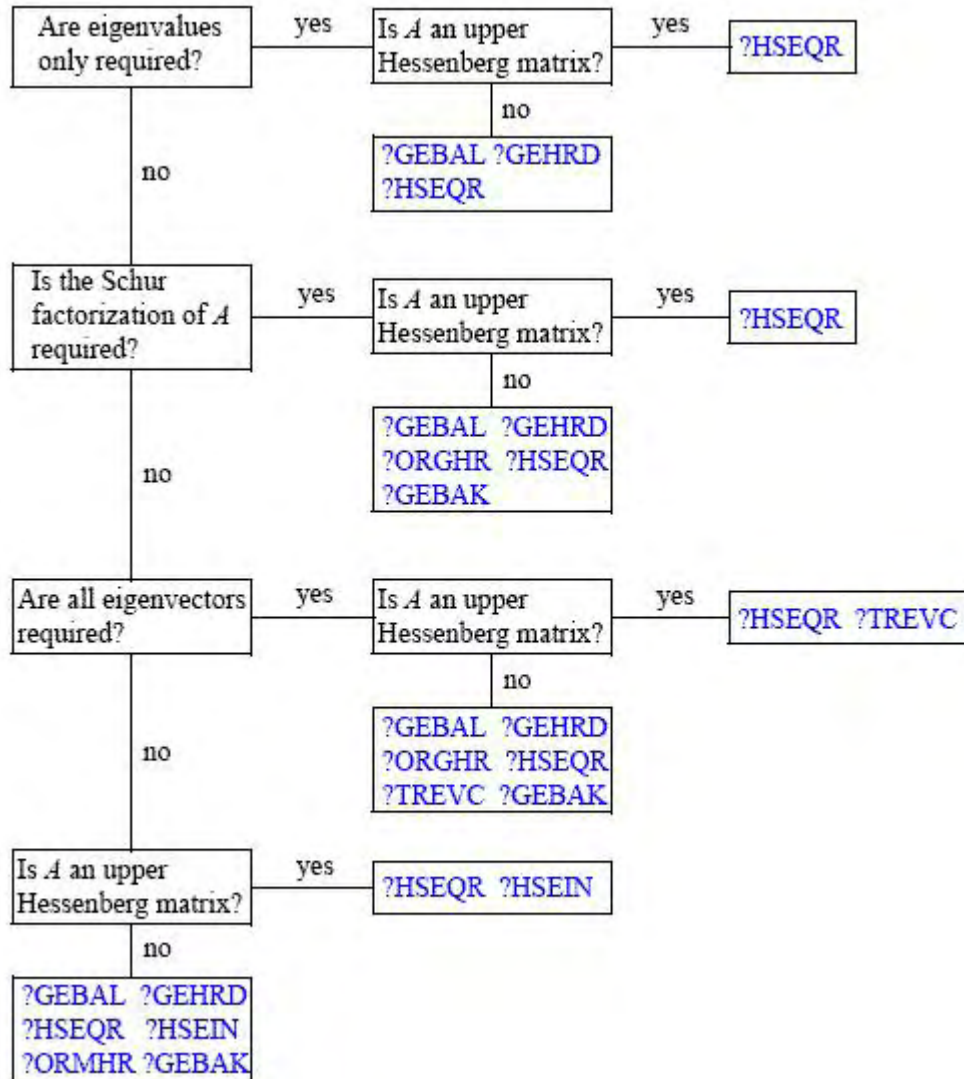 Are eigenvalues
only required?
yes
Is A an upper
Hessenberg matrix?
yes
?HSEQR
no
?GEBAL ?GEHRD
?HSEQR
no
Is the Schur
factorization of A
required?
yes
Is A an upper
Hessenberg matrix?
yes
?HSEQR
no
?GEBAL ?GEHRD
?ORGHR ?HSEQR
?GEBAK
no
Are all eigenvectors
required?
yes
Is A an upper
Hessenberg matrix?
yes
?HSEQR ?TREVC
no
?GEBAL ?GEHRD
?ORGHR ?HSEQR
?TREVC ?GEBAK
no
Is A an upper
Hessenberg matrix?
yes
?HSEQR ?HSEIN
no
?GEBAL ?GEHRD
?HSEQR ?HSEIN
?ORMHR ?GEBAK